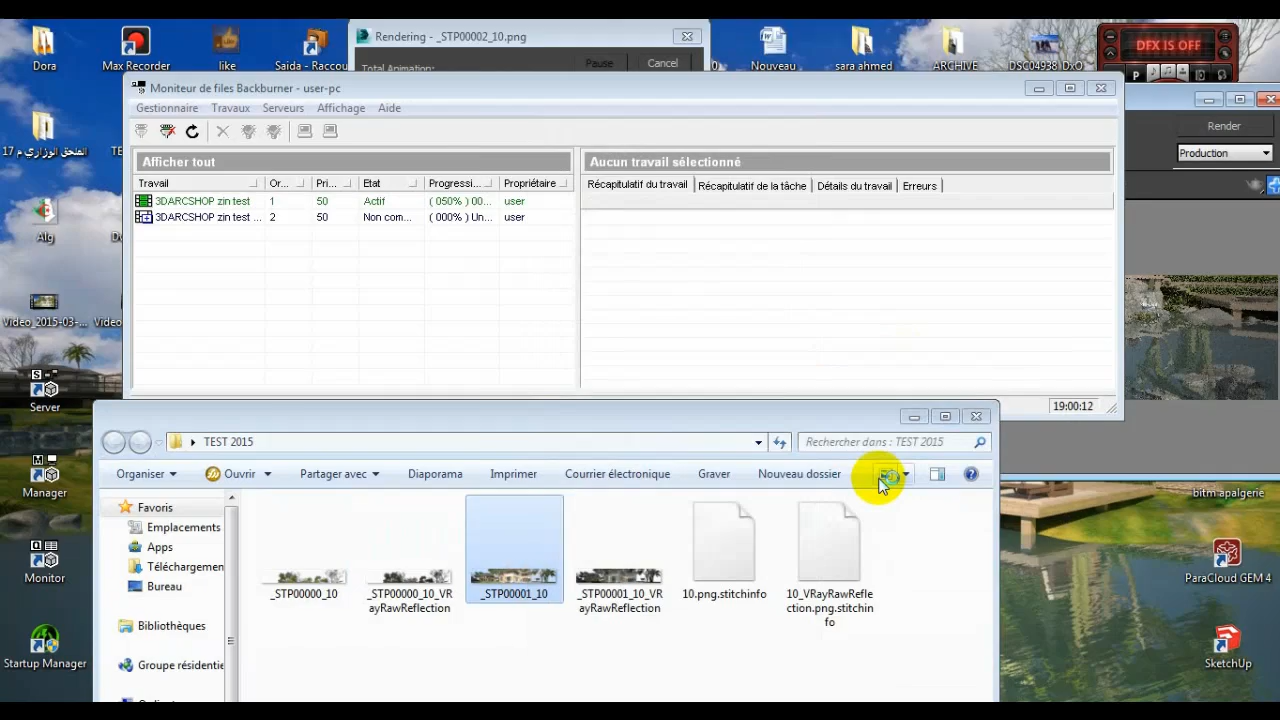 Dora
Max Recorder
like
Saida - Raccou
Rendering - _STP00002_10.png
Total Animation:
Pause
Cancel
Nouveau
sara ahmed
ARCHIVE
DSC04938_DxO
DFX IS OFF
P
Moniteur de files Backburner - user-pc
Gestionnaire Travaux Serveurs Affichage Aide
Render
Production
الملحق الوزاري م 17
Afficher tout
Aucun travail sélectionné
Travail Or... Pri... Etat Progressi... Propriétaire
Récapitulatif du travail Récapitulatif de la tâche Détails du travail Erreurs
3DARCSHOP zin test 1 50 Actif ( 050% ) 00... user
3DARCSHOP zin test ... 2 50 Non com... ( 000% ) Un... user
Alg
Video_2015-03-...
Video
Server
19:00:12
TEST 2015
Rechercher dans : TEST 2015
Organiser Ouvrir Partager avec Diaporama Imprimer Courrier électronique Graver Nouveau dossier
Manager
bitm apalgerie
Favoris
Emplacements
Apps
Téléchargemen
Bureau
Bibliothèques
Groupe résidentie
_STP00000_10
_STP00000_10_VR
ayRawReflection
_STP00001_10
_STP00001_10_VR
ayRawReflection
10.png.stitchinfo
10_VRayRawRefle
ction.png.stitchin
fo
Monitor
ParaCloud GEM 4
Startup Manager
SketchUp